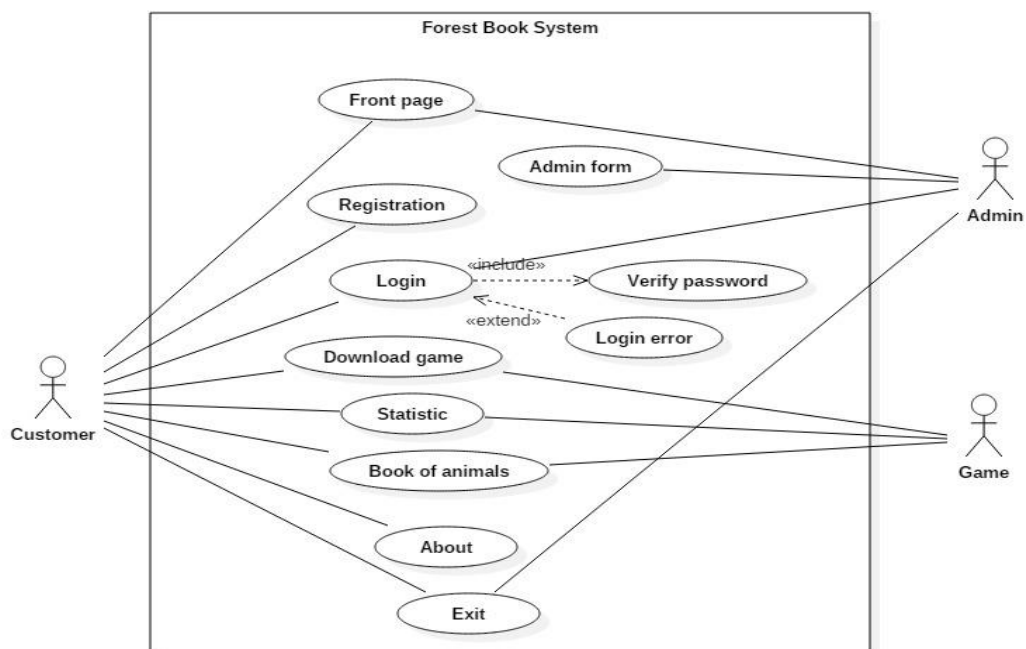 Forest Book System
Front page
Admin form
Admin
Registration
«include»
Login
Verify password
«extend»
Login error
Download game
Customer
Statistic
Game
Book of animals
About
Exit